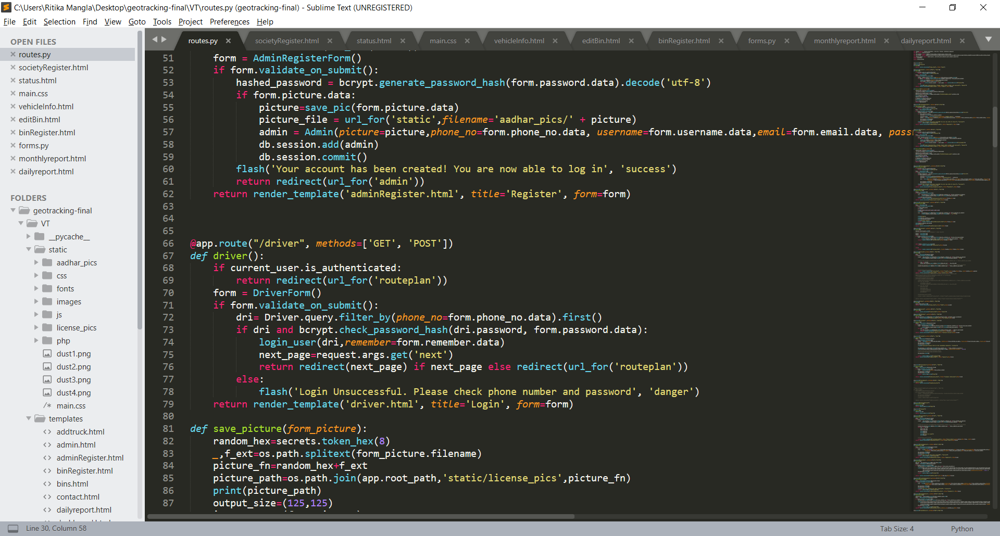 C:\Users\Ritika Mangla\Desktop\geotracking-final\VT\routes.py (geotracking-final) - Sublime Text (UNREGISTERED)
File Edit Selection Find View Goto Tools Project Preferences Help
OPEN FILES
routes.py
societyRegister.html
status.html
main.css
vehicleInfo.html
editBin.html
binRegister.html
forms.py
monthlyreport.html
dailyreport.html
FOLDERS
geotracking-final
VT
__pycache__
static
aadhar_pics
css
fonts
images
js
license_pics
php
dust1.png
dust2.png
dust3.png
dust4.png
/* main.css
templates
<> addtruck.html
<> admin.html
<> adminRegister.html
<> binRegister.html
<> bins.html
<> contact.html
<> dailyreport.html
routes.py societyRegister.html status.html main.css vehicleInfo.html editBin.html binRegister.html forms.py monthlyreport.html dailyreport.html
51     form = AdminRegisterForm()
52     if form.validate_on_submit():
53         hashed_password = bcrypt.generate_password_hash(form.password.data).decode('utf-8')
54         if form.picture.data:
55             picture=save_pic(form.picture.data)
56             picture_file = url_for('static',filename='aadhar_pics/' + picture)
57             admin = Admin(picture=picture,phone_no=form.phone_no.data, username=form.username.data,email=form.email.data, pass
58             db.session.add(admin)
59             db.session.commit()
60         flash('Your account has been created! You are now able to log in', 'success')
61         return redirect(url_for('admin'))
62     return render_template('adminRegister.html', title='Register', form=form)
63
64
65
66 @app.route("/driver", methods=['GET', 'POST'])
67 def driver():
68     if current_user.is_authenticated:
69         return redirect(url_for('routeplan'))
70     form = DriverForm()
71     if form.validate_on_submit():
72         dri= Driver.query.filter_by(phone_no=form.phone_no.data).first()
73         if dri and bcrypt.check_password_hash(dri.password, form.password.data):
74             login_user(dri,remember=form.remember.data)
75             next_page=request.args.get('next')
76             return redirect(next_page) if next_page else redirect(url_for('routeplan'))
77         else:
78             flash('Login Unsuccessful. Please check phone number and password', 'danger')
79     return render_template('driver.html', title='Login', form=form)
80
81 def save_picture(form_picture):
82     random_hex=secrets.token_hex(8)
83     _,f_ext=os.path.splitext(form_picture.filename)
84     picture_fn=random_hex+f_ext
85     picture_path=os.path.join(app.root_path,'static/license_pics',picture_fn)
86     print(picture_path)
87     output_size=(125,125)
Line 30, Column 58
Tab Size: 4
Python